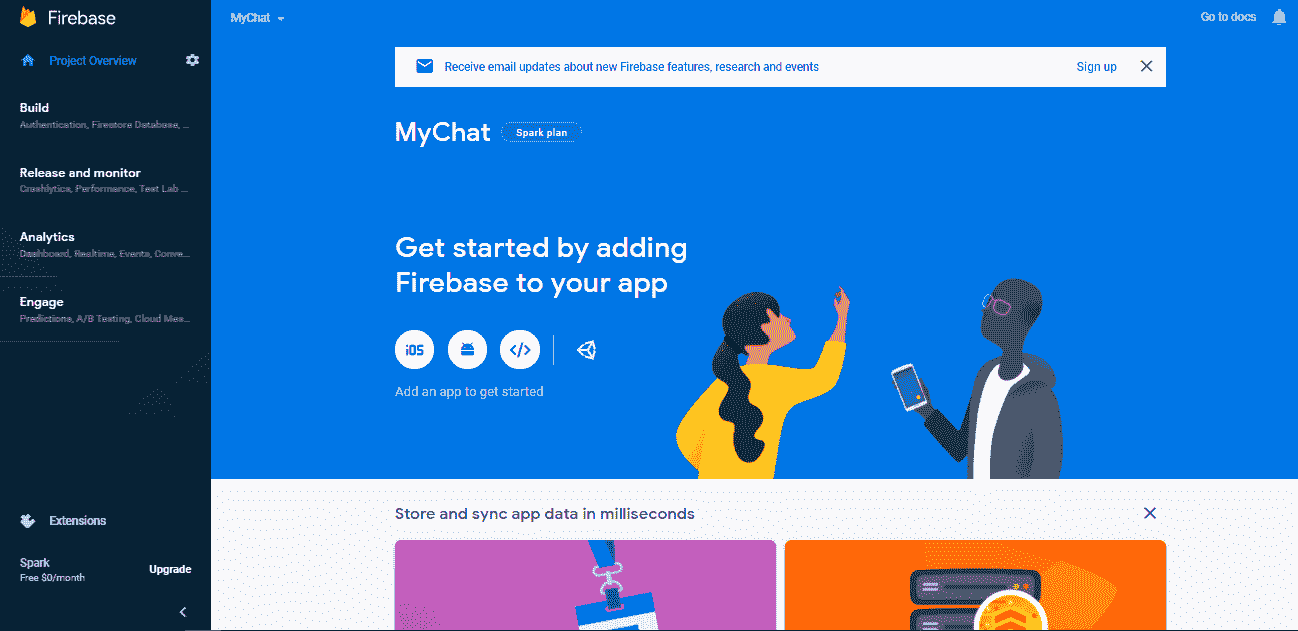 Firebase
Project Overview
Build
Authentication, Firestore Database, ...
Release and monitor
Crashlytics, Performance, Test Lab ...
Analytics
Dashboard, Realtime, Events, Conve...
Engage
Predictions, A/B Testing, Cloud Mes...
Extensions
Spark
Free $0/month
Upgrade
MyChat
Go to docs
Receive email updates about new Firebase features, research and events
Sign up
MyChat
Spark plan
Get started by adding
Firebase to your app
iOS
Add an app to get started
Store and sync app data in milliseconds